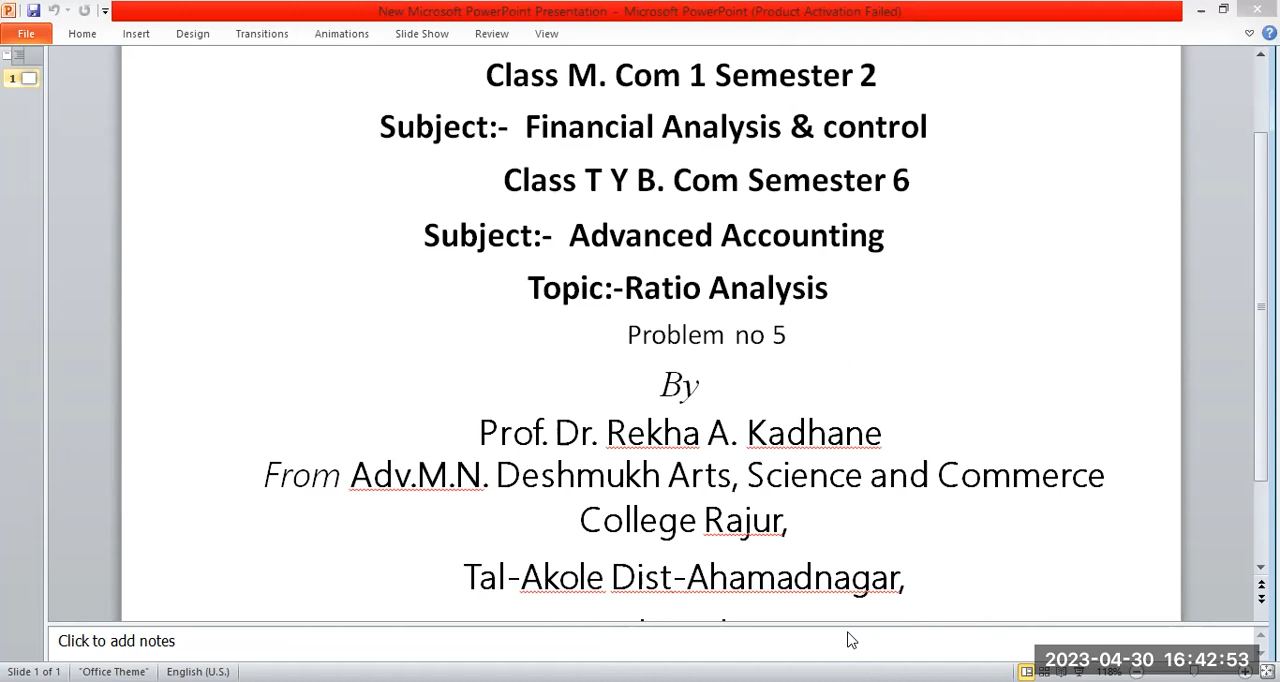 New Microsoft PowerPoint Presentation - Microsoft PowerPoint (Product Activation Failed)
File Home Insert Design Transitions Animations Slide Show Review View
1
Class M. Com 1 Semester 2
Subject:- Financial Analysis & control
Class T Y B. Com Semester 6
Subject:- Advanced Accounting
Topic:-Ratio Analysis
Problem no 5
By
Prof. Dr. Rekha A. Kadhane
From Adv.M.N. Deshmukh Arts, Science and Commerce
College Rajur,
Tal-Akole Dist-Ahamadnagar,
Click to add notes
2023-04-30 16:42:53
Slide 1 of 1 "Office Theme" English (U.S.) 118%